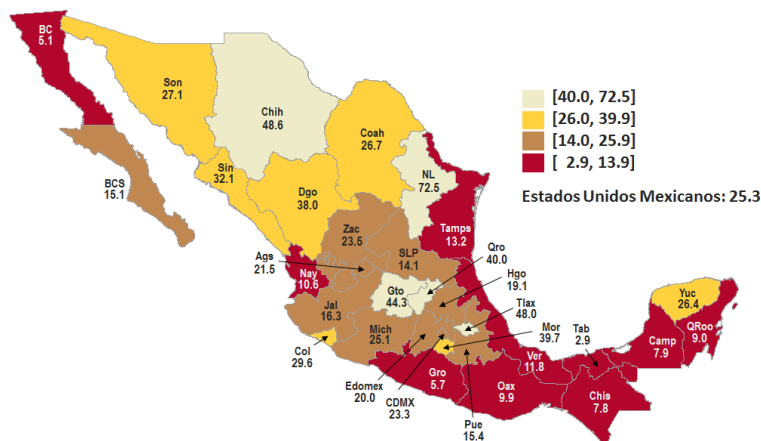 BC
5.1
Son
27.1
Chih
48.6
Coah
26.7
[40.0, 72.5]
[26.0, 39.9]
[14.0, 25.9]
[ 2.9, 13.9]
Estados Unidos Mexicanos: 25.3
BCS
15.1
Sin
32.1
Dgo
38.0
NL
72.5
Tamps
13.2
Zac
23.5
SLP
14.1
Ags
21.5
Nay
10.6
Gto
44.3
Qro
40.0
Hgo
19.1
Tlax
48.0
Jal
16.3
Mich
25.1
Mor
39.7
Tab
2.9
Yuc
26.4
QRoo
9.0
Camp
7.9
Col
29.6
Edomex
20.0
CDMX
23.3
Gro
5.7
Pue
15.4
Oax
9.9
Ver
11.8
Chis
7.8